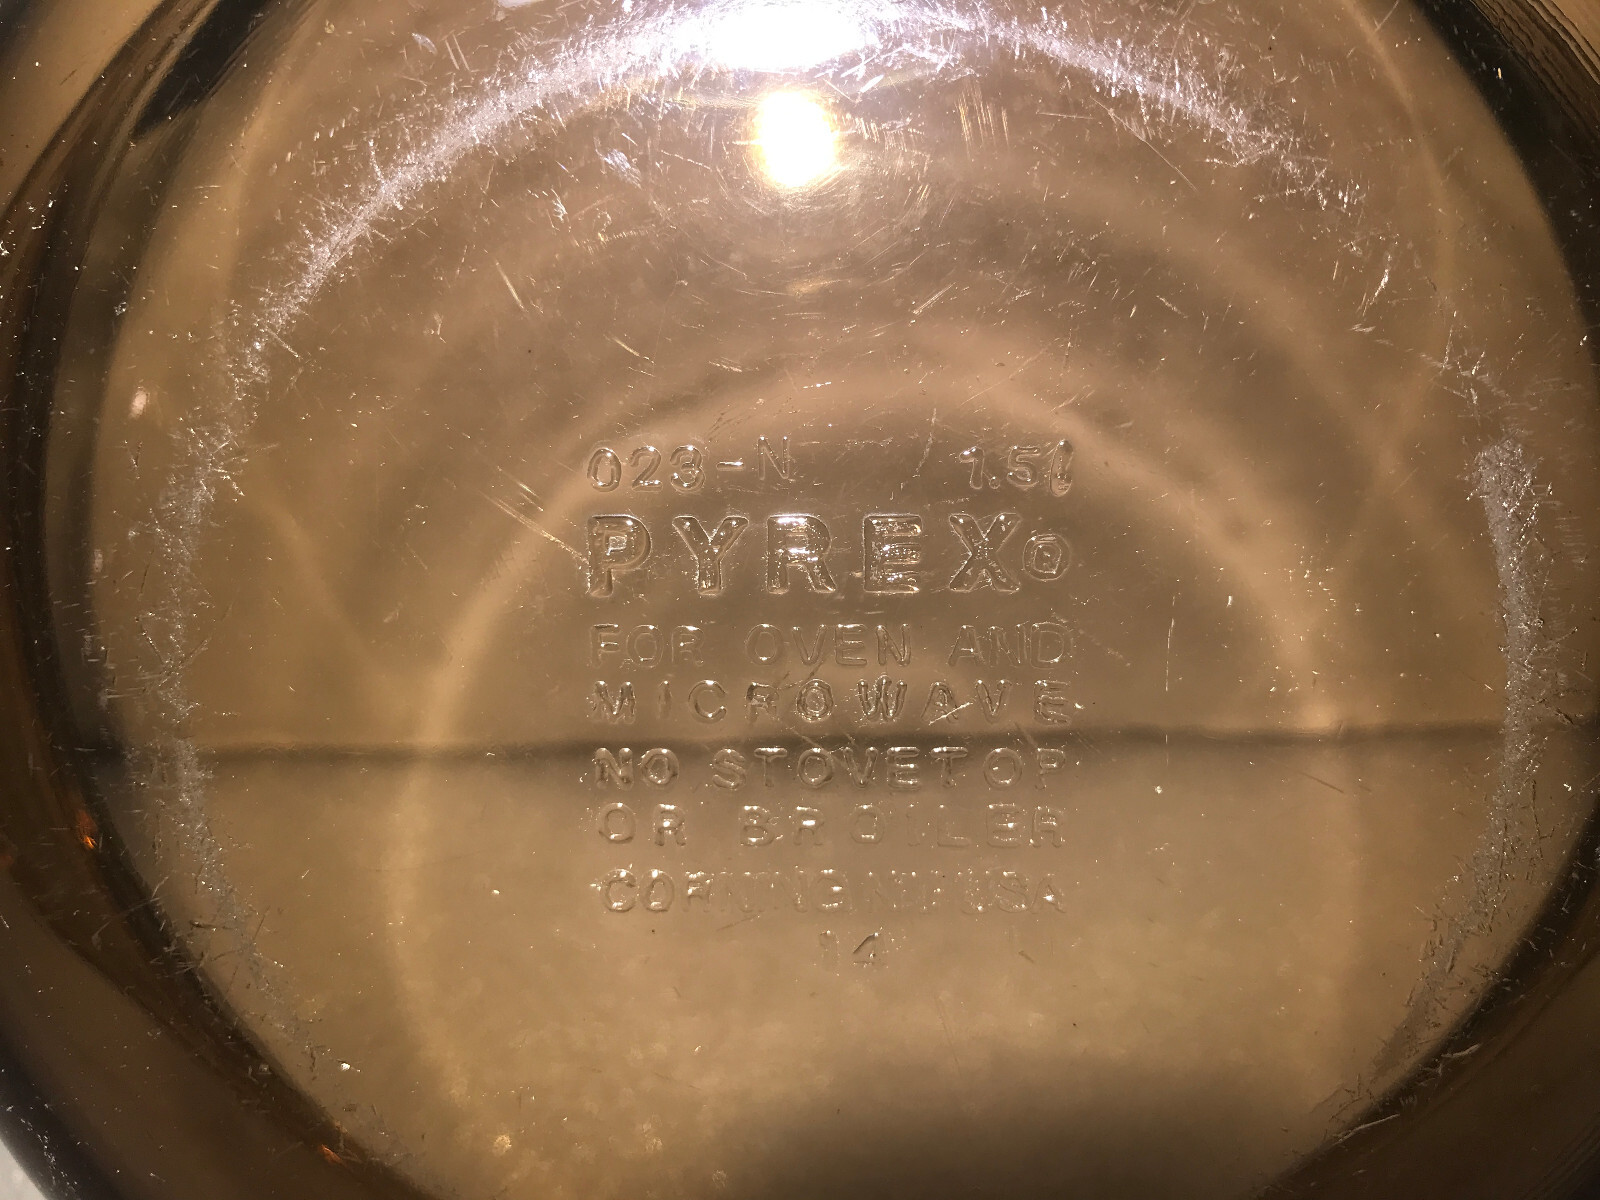 023-N 1.5ℓ
PYREX®
FOR OVEN AND
MICROWAVE
NO STOVETOP
OR BROILER
CORNING NY USA
14